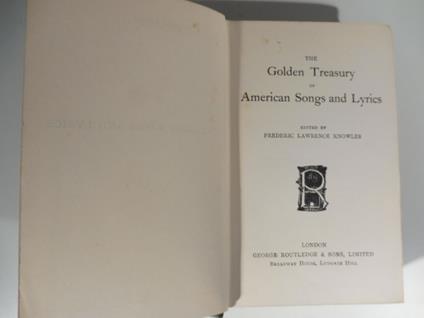 THE
Golden Treasury
OF
American Songs and Lyrics
EDITED BY
FREDERIC LAWRENCE KNOWLES
R
LONDON
GEORGE ROUTLEDGE & SONS, LIMITED
BROADWAY HOUSE, LUDGATE HILL